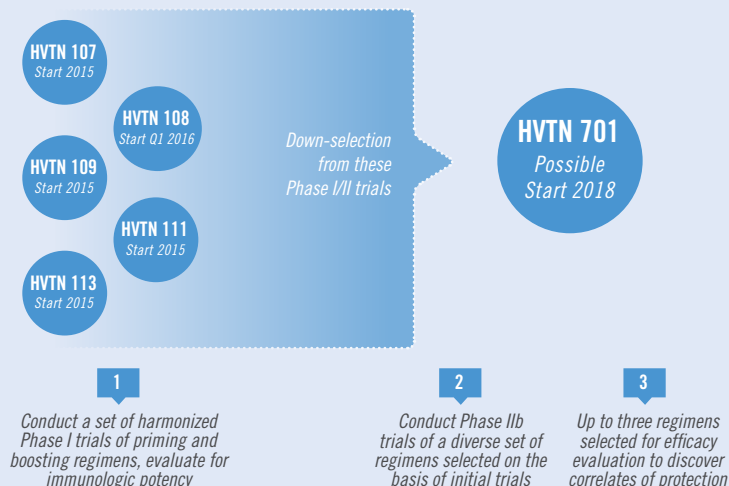 HVTN 107
Start 2015
HVTN 108
Start Q1 2016
HVTN 109
Start 2015
HVTN 111
Start 2015
HVTN 113
Start 2015
Down-selection
from these
Phase I/II trials
HVTN 701
Possible
Start 2018
1
Conduct a set of harmonized
Phase I trials of priming and
boosting regimens, evaluate for
immunologic potency
2
Conduct Phase IIb
trials of a diverse set of
regimens selected on the
basis of initial trials
3
Up to three regimens
selected for efficacy
evaluation to discover
correlates of protection